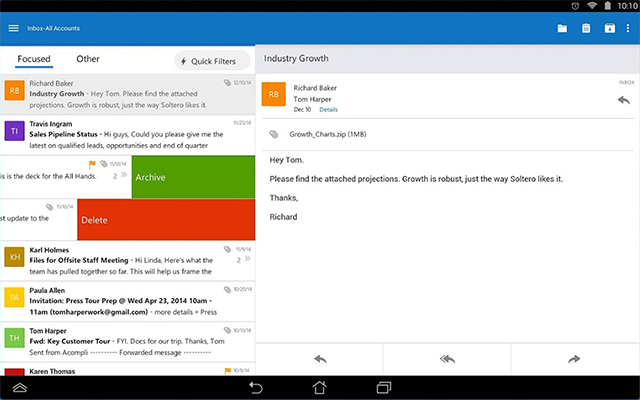 10:10
Inbox-All Accounts
Focused
Other
Quick Filters
RB
Richard Baker
12/10/14
Industry Growth - Hey Tom. Please find the attached
projections. Growth is robust, just the way Soltero likes it.
TI
Travis Ingram
11/25/14
Sales Pipeline Status - Hi guys, Could you please give me the
latest on qualified leads, opportunities and end of quarter
11/10/14
is is the deck for the All Hands.
2
Archive
11/10/14
st update to the
Delete
KH
Karl Holmes
11/9/14
Files for Offsite Staff Meeting - Hi Linda, Here's what the
2
team has pulled together so far. This will help us frame the
PA
Paula Allen
10/20/14
Invitation: Press Tour Prep @ Wed Apr 23, 2014 10am -
11am (tomharperwork@gmail.com) - more details = Press
TH
Tom Harper
10/10/14
Fwd: Key Customer Tour - FYI. Docs for our trip. Thanks, Tom
Sent from Acompli ---------- Forwarded message ----------
Karen Thomas
10/9/14
Industry Growth
RB
Richard Baker
Tom Harper
Dec 10 Details
INBOX
Growth_Charts.zip (1MB)
Hey Tom.
Please find the attached projections. Growth is robust, just the way Soltero likes it.
Thanks,
Richard